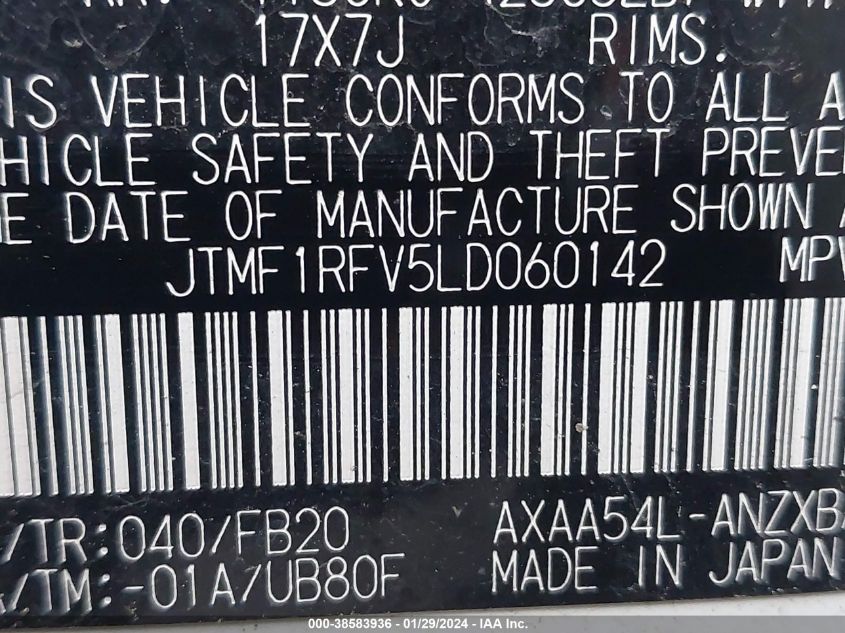 17X7J RIMS.
IS VEHICLE CONFORMS TO ALL A
HICLE SAFETY AND THEFT PREVE
E DATE OF MANUFACTURE SHOWN
JTMF1RFV5LD060142 MPV
/TR:040/FB20 AXAA54L-ANZXB
A/TM:-01A/UB80F MADE IN JAPAN
000-38583936 - 01/29/2024 - IAA Inc.